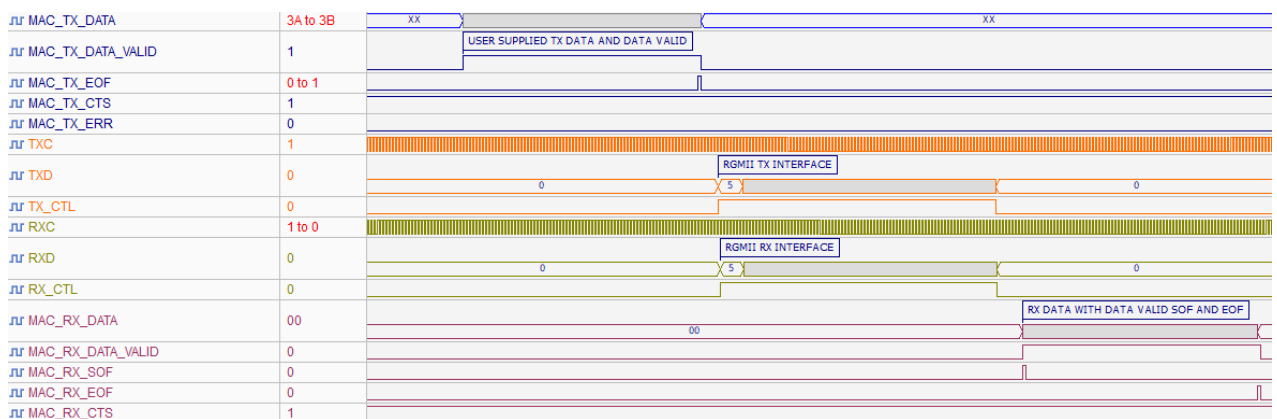 MAC_TX_DATA 3A to 3B XX XX
USER SUPPLIED TX DATA AND DATA VALID
MAC_TX_DATA_VALID 1
MAC_TX_EOF 0 to 1
MAC_TX_CTS 1
MAC_TX_ERR 0
TXC 1
RGMII TX INTERFACE
TXD 0 0 5 0
TX_CTL 0
RXC 1 to 0
RGMII RX INTERFACE
RXD 0 0 5 0
RX_CTL 0
RX DATA WITH DATA VALID SOF AND EOF
MAC_RX_DATA 00 00
MAC_RX_DATA_VALID 0
MAC_RX_SOF 0
MAC_RX_EOF 0
MAC_RX_CTS 1